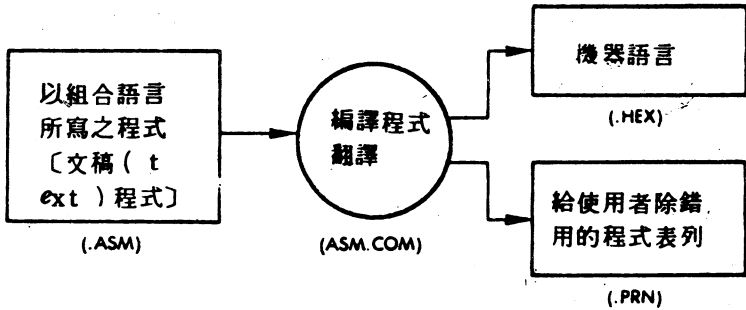 以組合語言
所寫之程式
〔文稿( t
ext )程式〕
(.ASM)
編譯程式
翻譯
(ASM.COM)
機器語言
(.HEX)
給使用者除錯
用的程式表列
(.PRN)